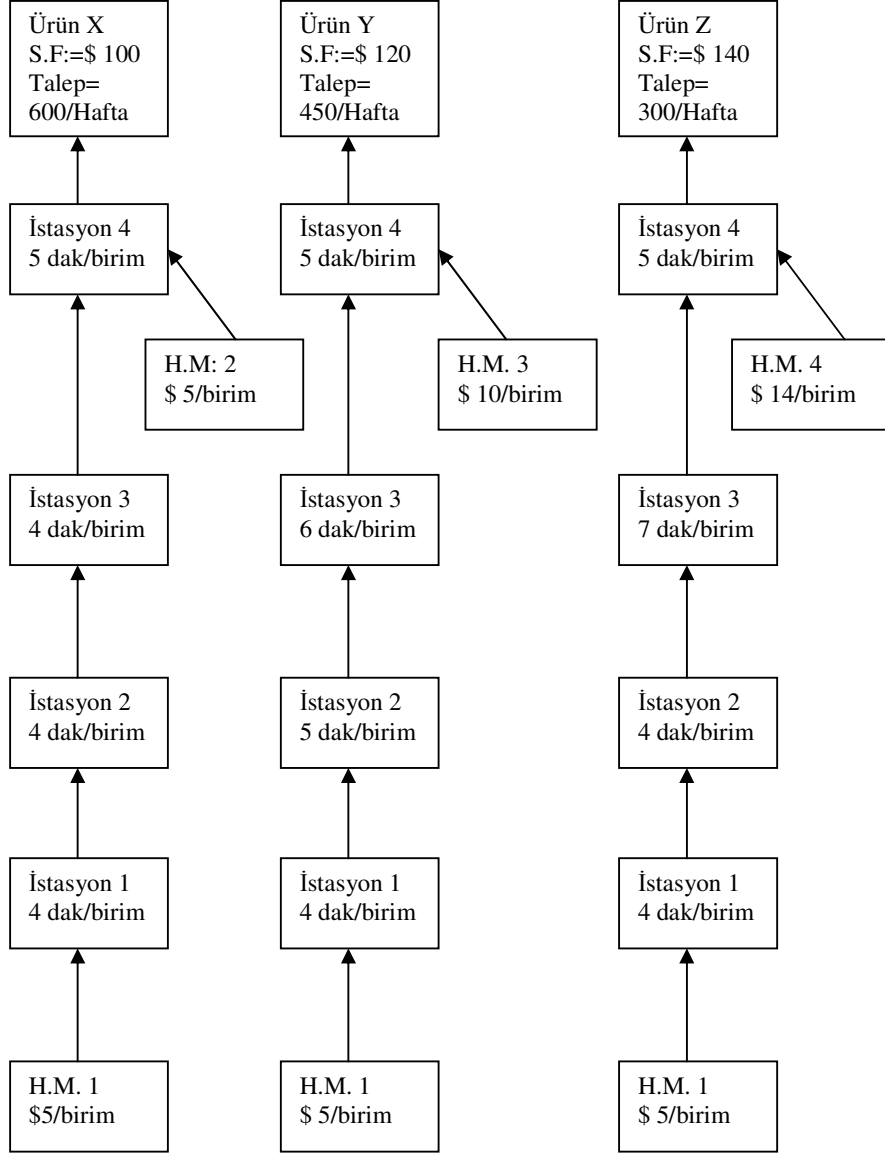 Ürün X
S.F:=$ 100
Talep=
600/Hafta
Ürün Y
S.F:=$ 120
Talep=
450/Hafta
Ürün Z
S.F:=$ 140
Talep=
300/Hafta
İstasyon 4
5 dak/birim
İstasyon 4
5 dak/birim
İstasyon 4
5 dak/birim
H.M: 2
$ 5/birim
H.M. 3
$ 10/birim
H.M. 4
$ 14/birim
İstasyon 3
4 dak/birim
İstasyon 3
6 dak/birim
İstasyon 3
7 dak/birim
İstasyon 2
4 dak/birim
İstasyon 2
5 dak/birim
İstasyon 2
4 dak/birim
İstasyon 1
4 dak/birim
İstasyon 1
4 dak/birim
İstasyon 1
4 dak/birim
H.M. 1
$5/birim
H.M. 1
$ 5/birim
H.M. 1
$ 5/birim